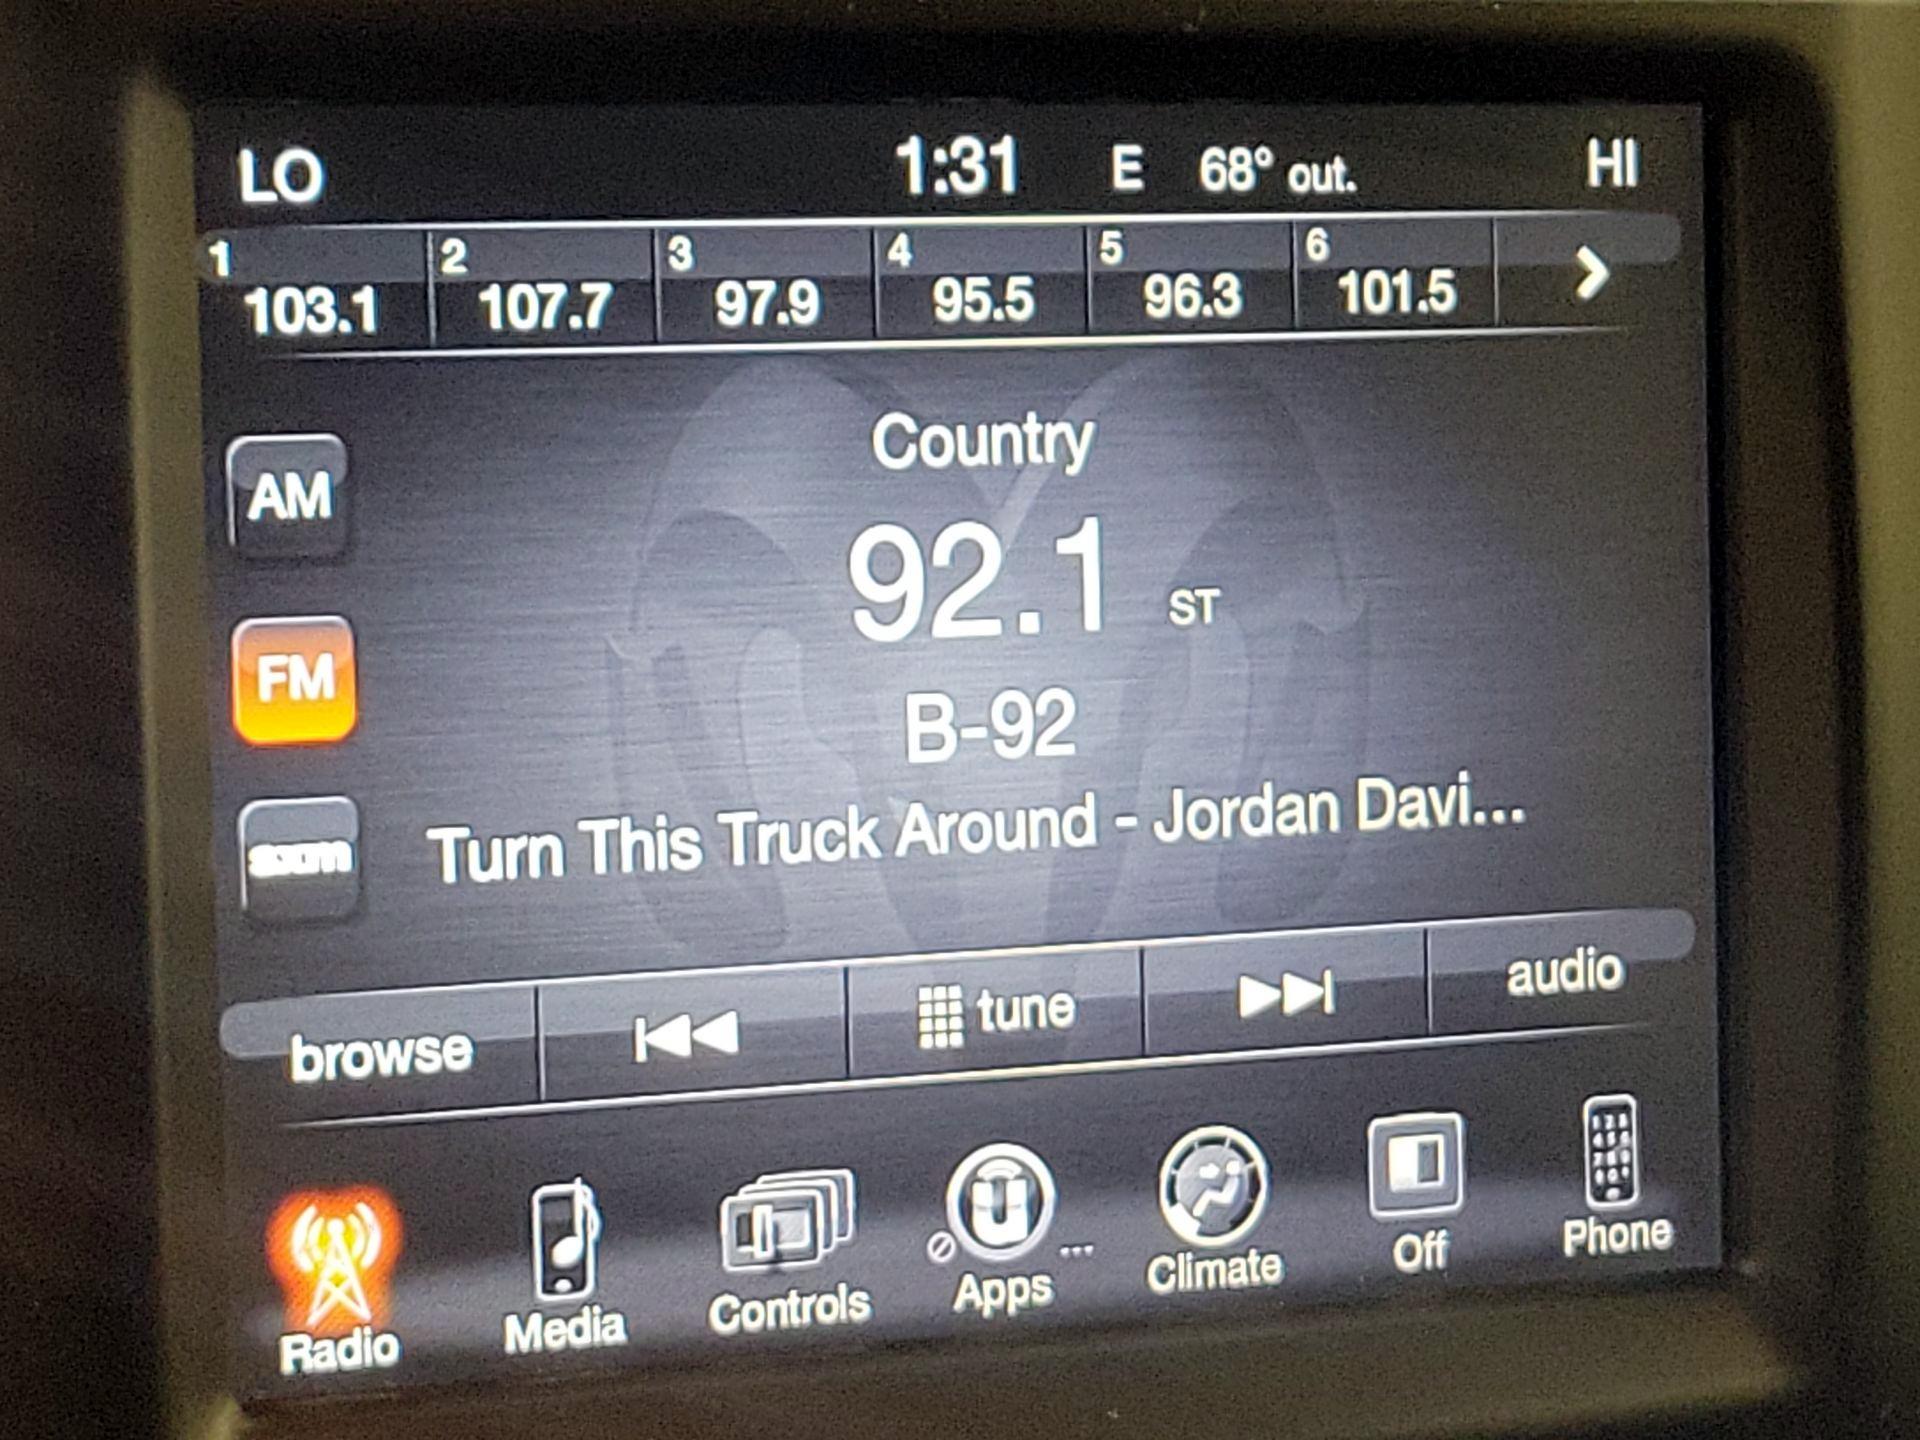 LO 1:31 E 68° out. HI
1 2 3 4 5 6
103.1 107.7 97.9 95.5 96.3 101.5
Country
AM
92.1 ST
FM
B-92
sxm Turn This Truck Around - Jordan Davi...
browse tune audio
Radio Media Controls Apps ... Climate Off Phone